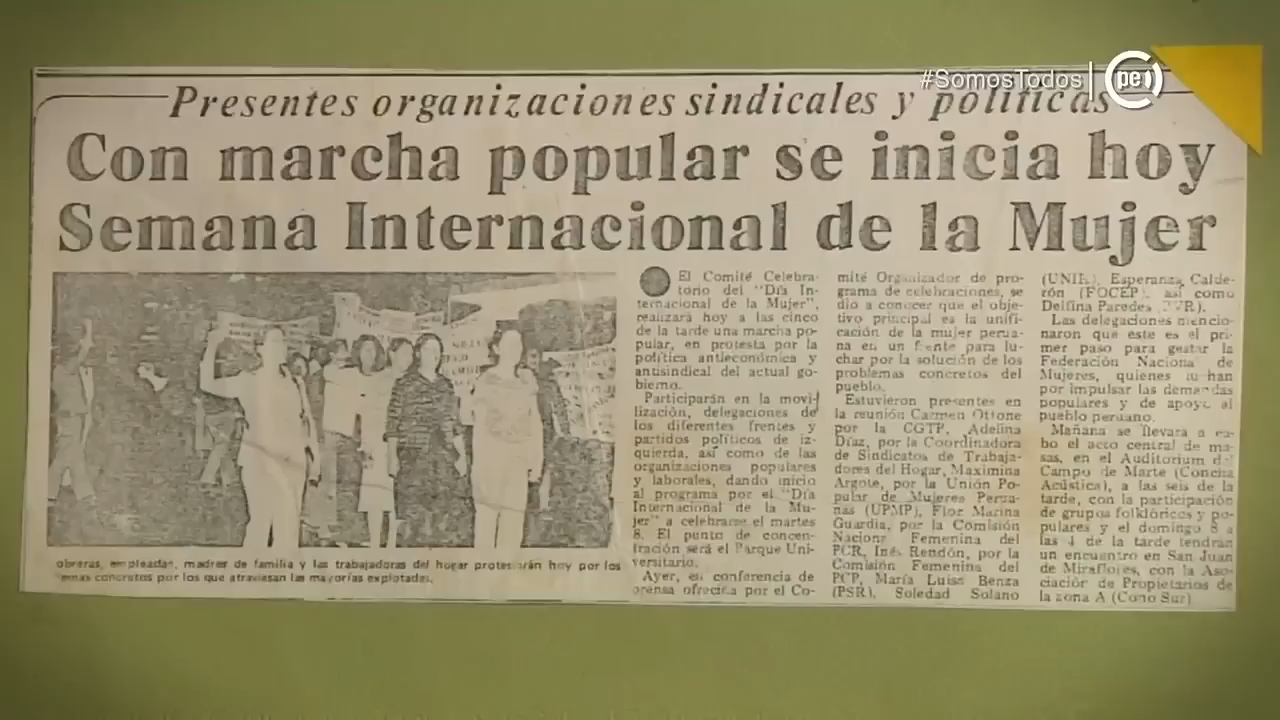 #SomosTodos
pe
Presentes organizaciones sindicales y políticas
Con marcha popular se inicia hoy
Semana Internacional de la Mujer
obreras, empleadas, madres de familia y las trabajadoras del hogar protestarán hoy por los
concretos por los que atraviesan las mayorías explotadas.
El Comité Celebra-
torio del "Día In-
ternacional de la Mujer",
realizará hoy a las cinco
de la tarde una marcha po-
pular, en protesta por la
política antieconómica y
antisindical del actual go-
bierno.
Participarán en la movi-
lización, delegaciones de
los diferentes frentes y
partidos políticos de iz-
quierda, así como de las
organizaciones populares
y laborales, dando inicio
al programa por el "Día
Internacional de la Mu-
jer" a celebrarse el martes
8. El punto de concen-
tración será el Parque Uni-
versitario.
Ayer, en conferencia de
prensa ofrecida por el Co-
mité Organizador de pro-
grama de celebraciones, se
dio a conocer que el obje-
tivo principal es la unifi-
cación de la mujer perua-
na en un frente para lu-
char por la solución de los
problemas concretos del
pueblo.
Estuvieron presentes en
la reunión Carmen Ottone
por la CGTP, Adelina
Díaz, por la Coordinadora
de Sindicatos de Trabaja-
doras del Hogar, Maximina
Argote, por la Unión Po-
pular de Mujeres Perua-
nas (UPMP), Flor Marina
Guardia, por la Comisión
Femenina del
PCR, Inés Rendón, por la
Comisión Femenina del
PCP, María Luisa Benza
(PSR), Soledad Solano
(UNIR), Esperanza Calde-
rón (FOCEP), así como
Delfina Paredes
Las delegaciones mencio-
naron que este es el pri-
mer paso para gestar la
Federación Nacional de
Mujeres, quienes han
por impulsar las demandas
populares y de apoyo al
pueblo peruano.
Mañana se llevará a ca-
bo el acto central de ma-
sas, en el Auditorium del
Campo de Marte (Concha
Acústica), a las seis de la
tarde, con la participación
de grupos folklóricos y po-
pulares y el domingo 8 a
las 4 de la tarde tendrán
un encuentro en San Juan
de Miraflores, con la Aso-
ciación de Propietarios de
la zona A (Cono Sur)